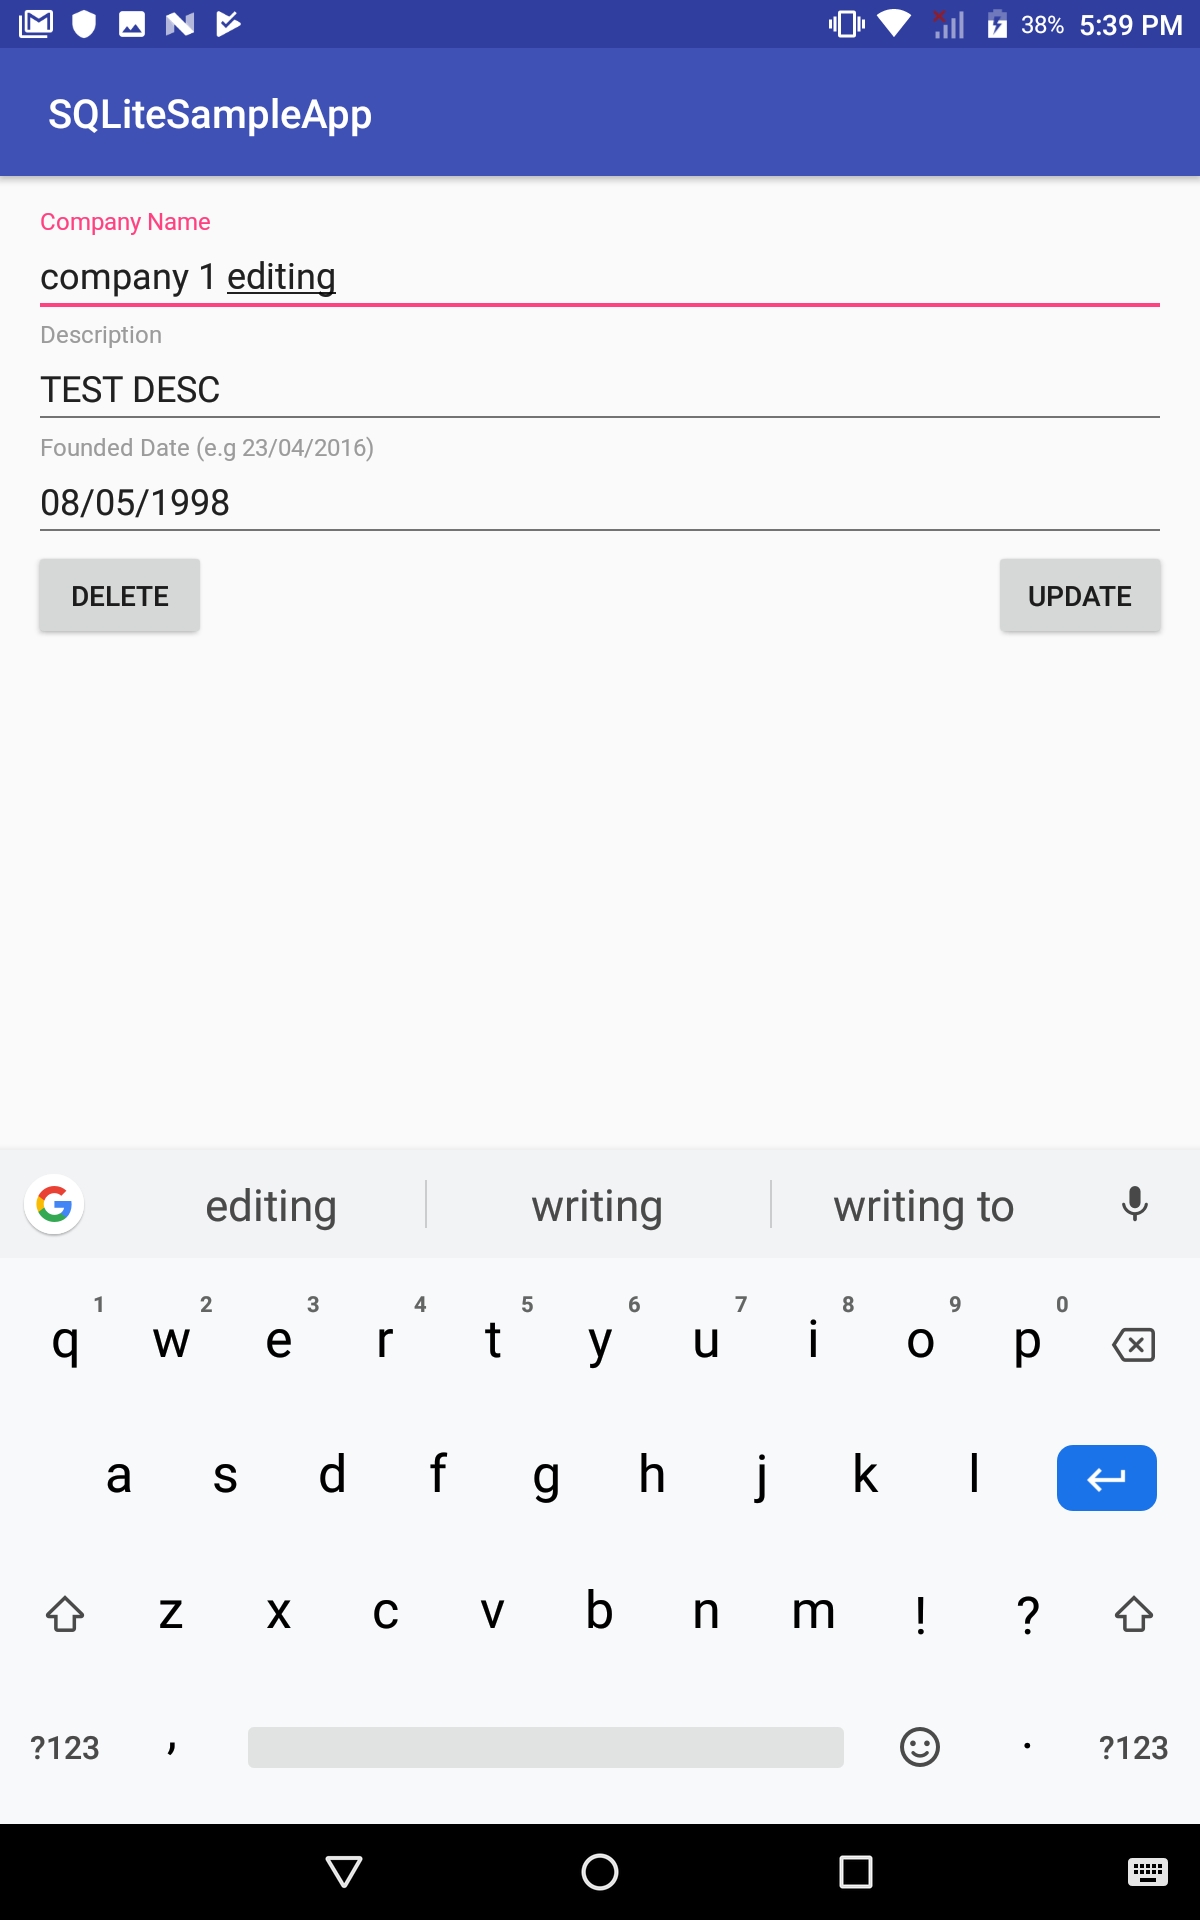 38% 5:39 PM
SQLiteSampleApp
Company Name
company 1 editing
Description
TEST DESC
Founded Date (e.g 23/04/2016)
08/05/1998
DELETE UPDATE
editing writing writing to
1 2 3 4 5 6 7 8 9 0
q w e r t y u i o p
a s d f g h j k l
z x c v b n m ! ?
?123 , . ?123